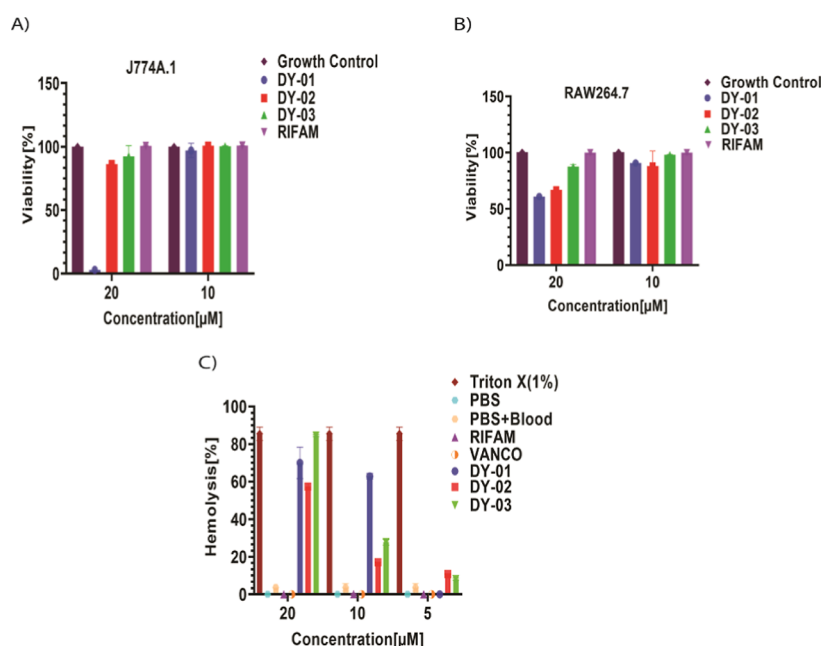 A)
J774A.1
Growth Control
DY-01
DY-02
DY-03
RIFAM
Viability[%]
150
100
50
0
20
10
Concentration[µM]
B)
RAW264.7
Growth Control
DY-01
DY-02
DY-03
RIFAM
Viability[%]
150
100
50
0
20
10
Concentration[µM]
C)
Triton X(1%)
PBS
PBS+Blood
RIFAM
VANCO
DY-01
DY-02
DY-03
Hemolysis[%]
100
80
60
40
20
0
20
10
5
Concentration[µM]